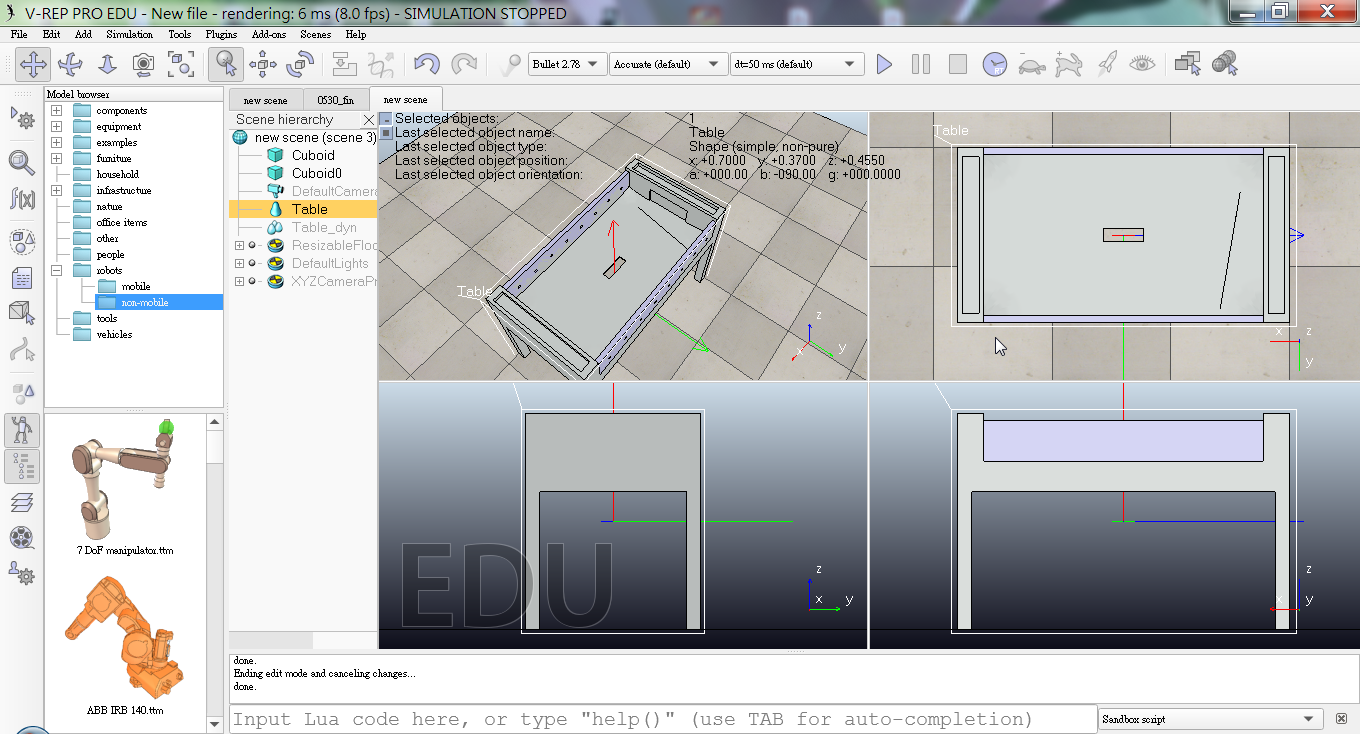 V-REP PRO EDU - New file - rendering: 6 ms (8.0 fps) - SIMULATION STOPPED
File Edit Add Simulation Tools Plugins Add-ons Scenes Help
Bullet 2.78 Accurate (default) dt=50 ms (default)
Model browser
components
equipment
examples
furniture
household
infrastructure
nature
office items
other
people
robots
mobile
non-mobile
tools
vehicles
7 DoF manipulator.ttm
ABB IRB 140.ttm
new scene 0530_fin new scene
Scene hierarchy
new scene (scene 3)
Cuboid
Cuboid0
DefaultCamera
Table
Table_dyn
ResizableFloo
DefaultLights
XYZCameraPr
Selected objects: 1
Last selected object name: Table
Last selected object type: Shape (simple, non-pure)
Last selected object position: x: +0.7000 y: +0.3700 z: +0.4550
Last selected object orientation: a: +000.00 b: -090.00 g: +000.0000
Table
z
x
y
Table
x
z
y
EDU
z
x
y
z
x
y
done.
Ending edit mode and canceling changes...
done.
Input Lua code here, or type "help()" (use TAB for auto-completion)
Sandbox script